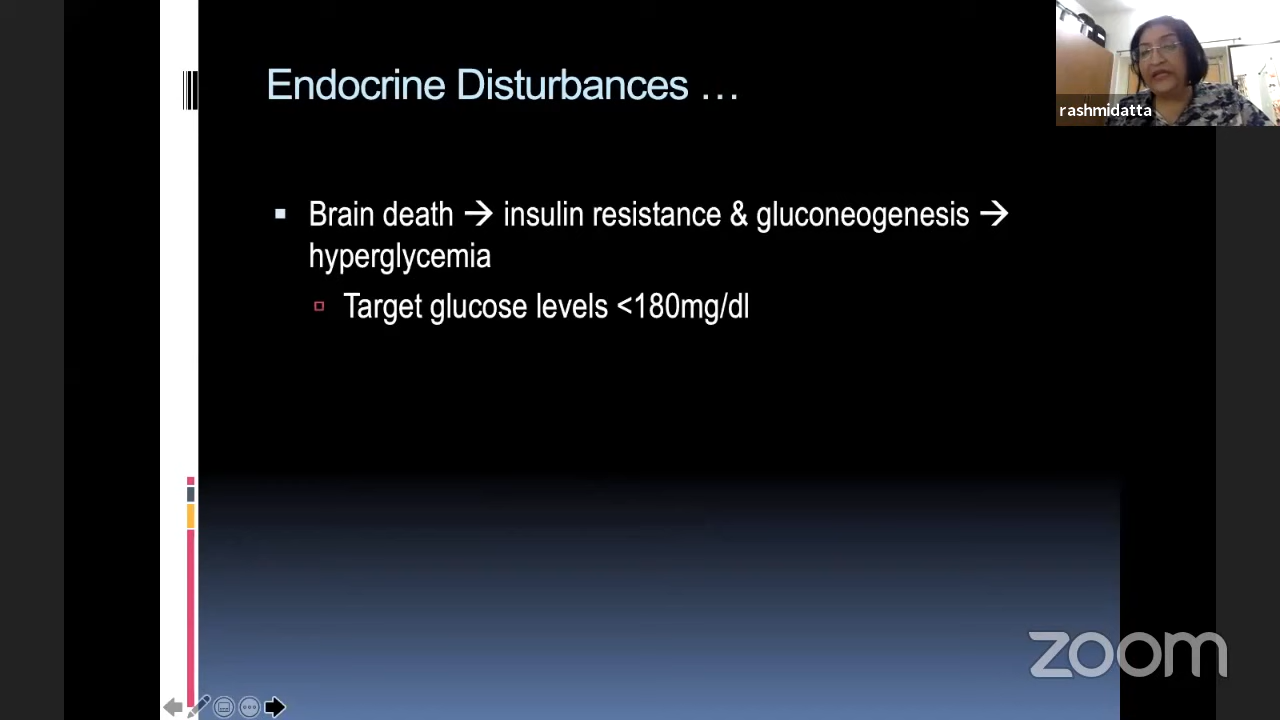 Endocrine Disturbances …
rashmidatta
▪ Brain death → insulin resistance & gluconeogenesis →
hyperglycemia
▫ Target glucose levels <180mg/dl
zoom